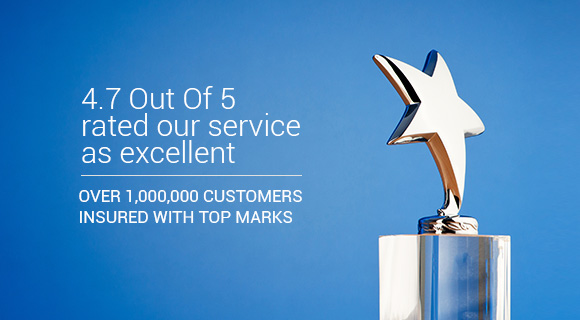 4.7 Out Of 5
rated our service
as excellent
OVER 1,000,000 CUSTOMERS
INSURED WITH TOP MARKS